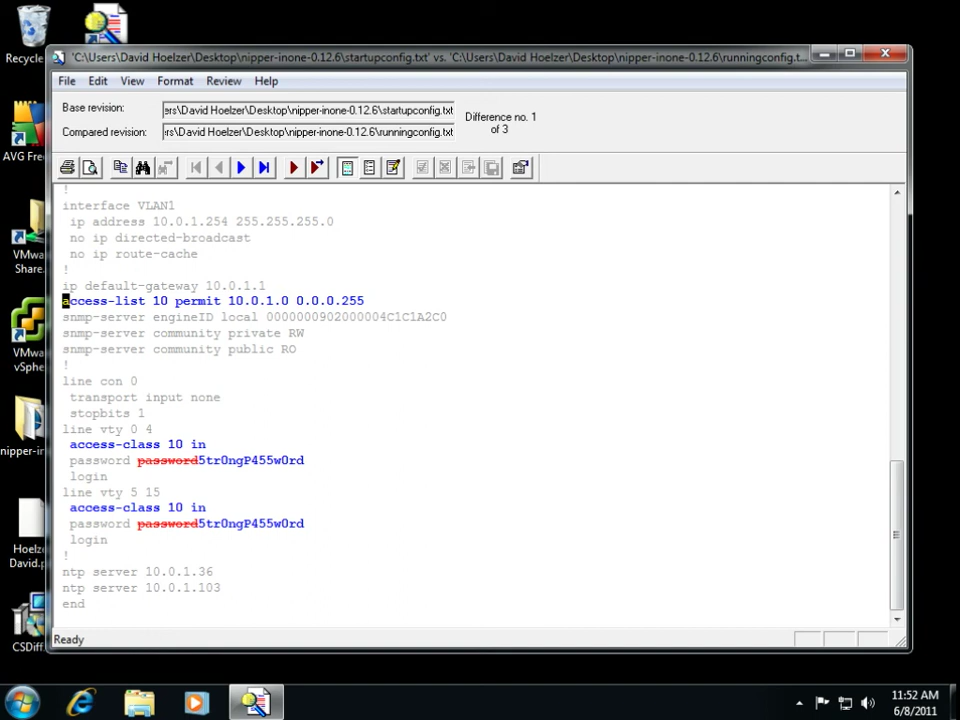 Recycle
'C:\Users\David Hoelzer\Desktop\nipper-inone-0.12.6\startupconfig.txt' vs. 'C:\Users\David Hoelzer\Desktop\nipper-inone-0.12.6\runningconfig.t...
File Edit View Format Review Help
Base revision: ers\David Hoelzer\Desktop\nipper-inone-0.12.6\startupconfig.txt
Compared revision: rs\David Hoelzer\Desktop\nipper-inone-0.12.6\runningconfig.txt
Difference no. 1
of 3
AVG Fre
!
interface VLAN1
ip address 10.0.1.254 255.255.255.0
no ip directed-broadcast
no ip route-cache
!
ip default-gateway 10.0.1.1
access-list 10 permit 10.0.1.0 0.0.0.255
snmp-server engineID local 0000000902000004C1C1A2C0
snmp-server community private RW
snmp-server community public RO
!
line con 0
transport input none
stopbits 1
line vty 0 4
access-class 10 in
password password5tr0ngP455w0rd
login
line vty 5 15
access-class 10 in
password password5tr0ngP455w0rd
login
!
ntp server 10.0.1.36
ntp server 10.0.1.103
end
VMw
Share.
VMw
vSphe
nipper-in
Hoelz
David.p
CSDiff
Ready
11:52 AM
6/8/2011